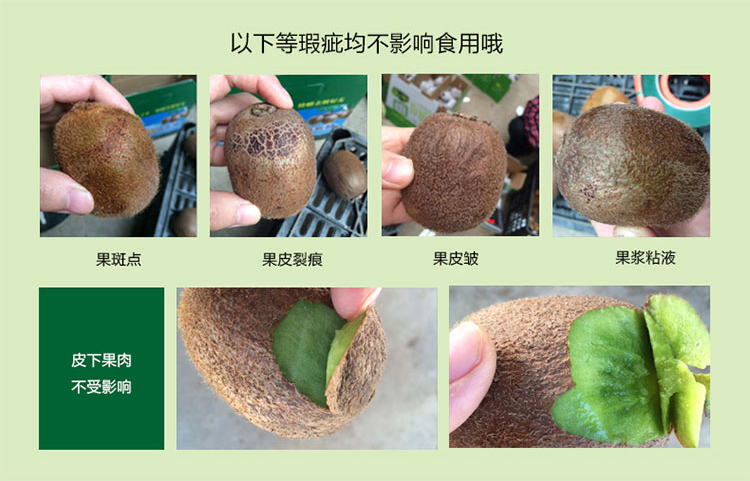 以下等瑕疵均不影响食用哦
果斑点
果皮裂痕
果皮皱
果浆粘液
皮下果肉
不受影响